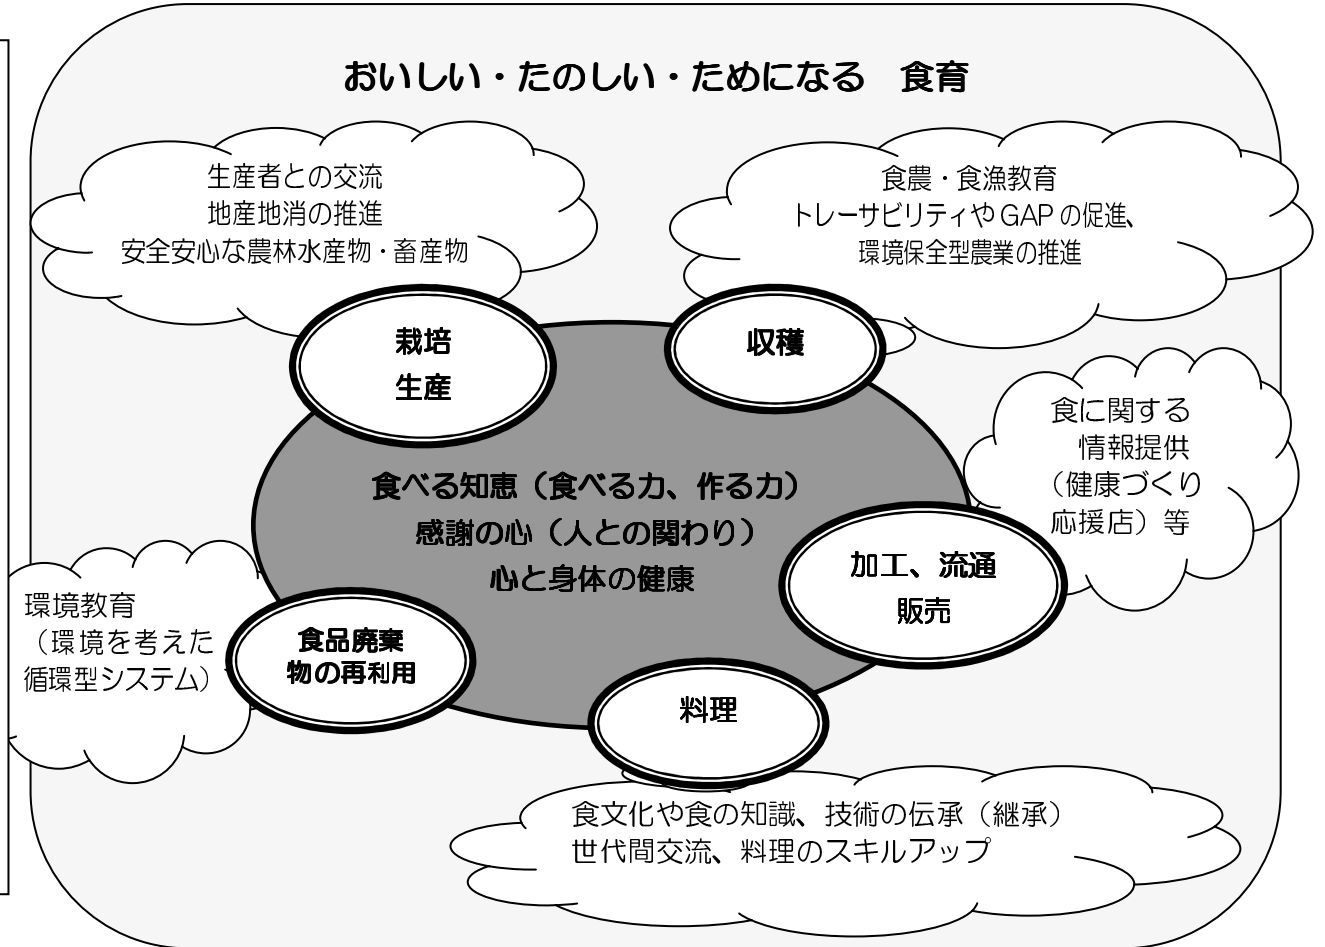 おいしい・たのしい・ためになる　食育
生産者との交流
地産地消の推進
安全安心な農林水産物・畜産物
食農・食漁教育
トレーサビリティやGAPの促進、
環境保全型農業の推進
栽培
生産
収穫
食に関する
情報提供
（健康づくり
応援店）等
食べる知恵（食べる力、作る力）
感謝の心（人との関わり）
心と身体の健康
加工、流通
販売
環境教育
（環境を考えた
循環型システム）
食品廃棄
物の再利用
料理
食文化や食の知識、技術の伝承（継承）
世代間交流、料理のスキルアップ